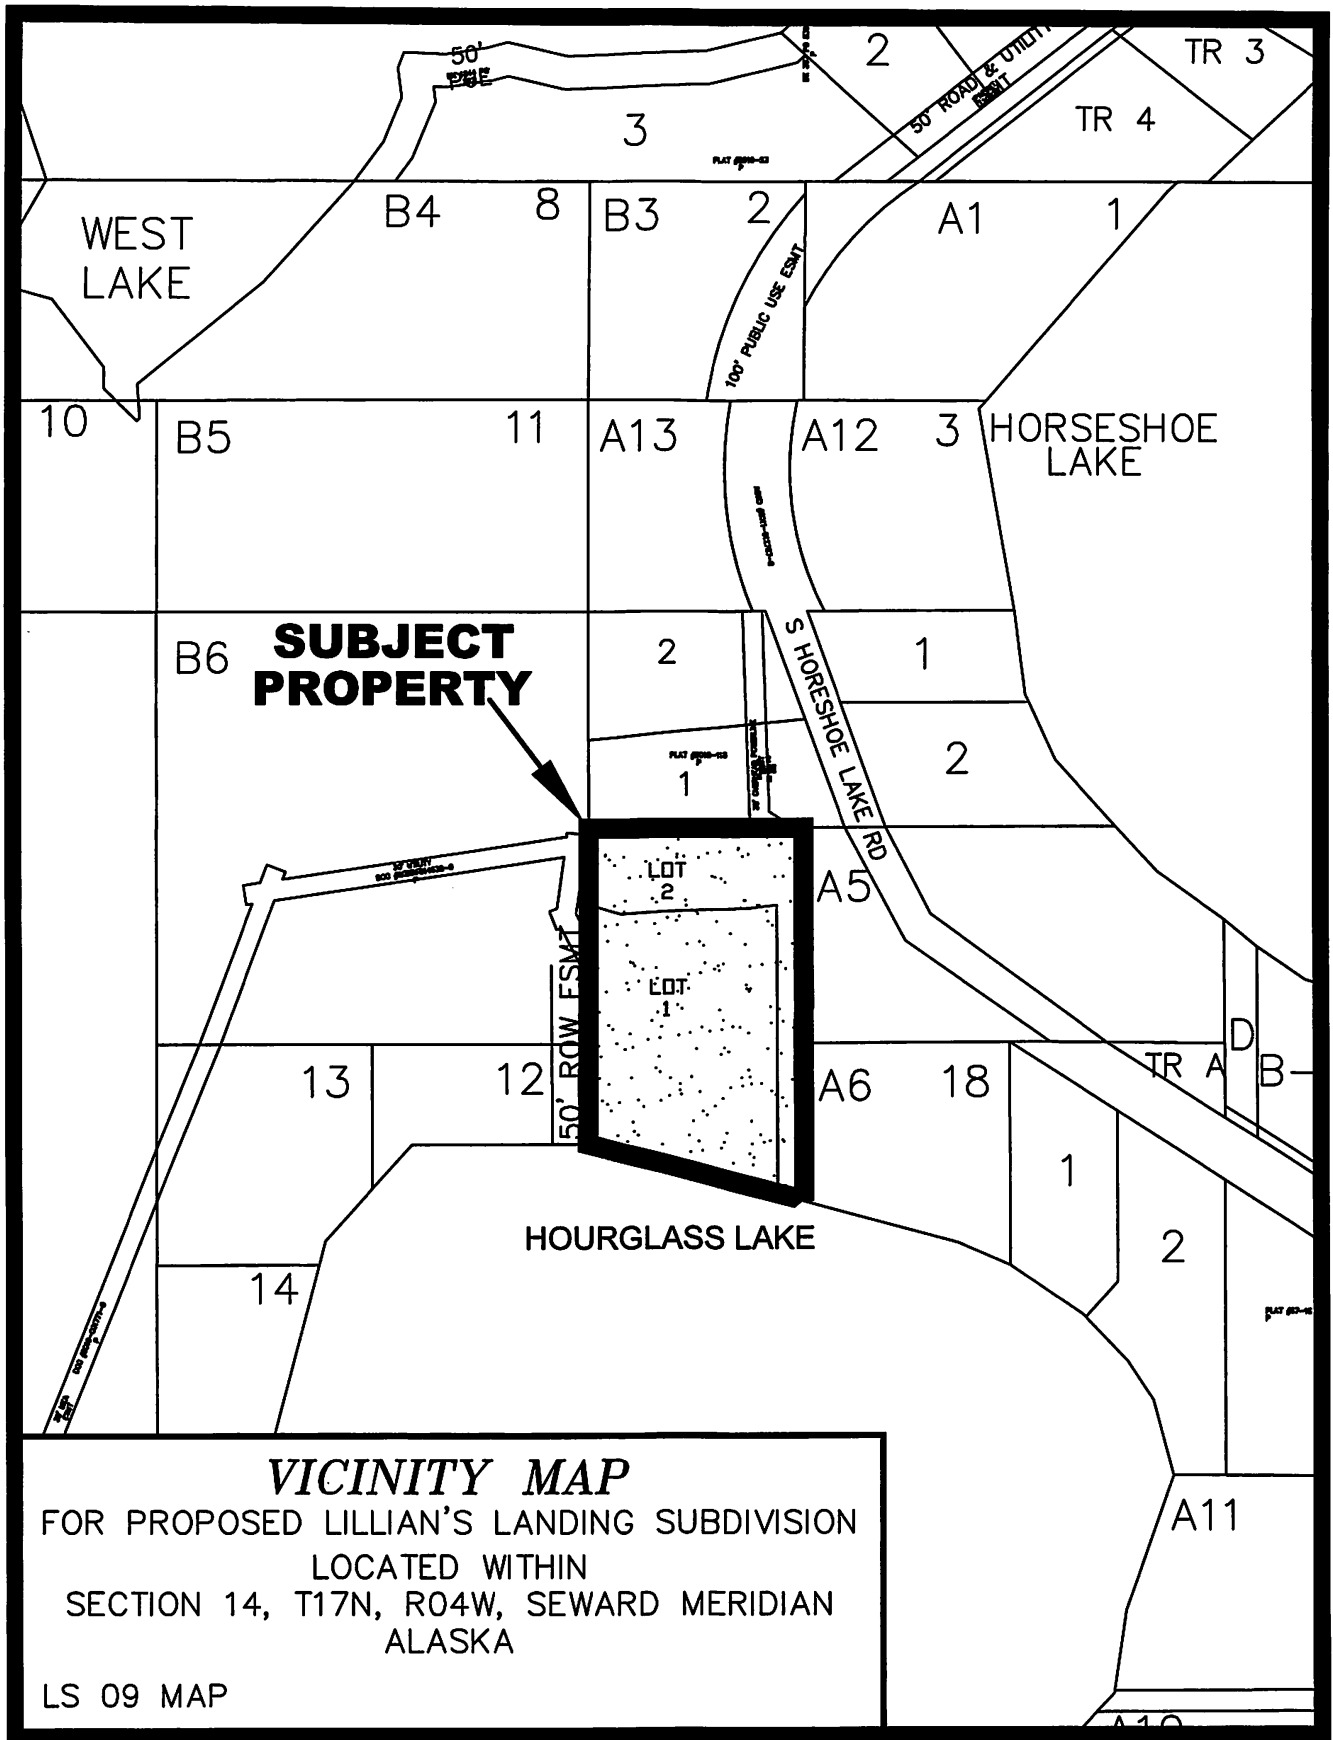 50'
PUE
2
50' ROAD & UTILITY
ESMT
TR 3
TR 4
3
WEST
LAKE
B4
8
B3
2
A1
1
100' PUBLIC USE ESMT
10
B5
11
A13
A12
3
HORSESHOE
LAKE
B6
SUBJECT
PROPERTY
2
S HORESHOE LAKE RD
1
2
1
LOT
2
A5
LOT
1
50' ROW ESMT
13
12
A6
18
TR A
D
B
1
2
HOURGLASS LAKE
14
A11
VICINITY MAP
FOR PROPOSED LILLIAN'S LANDING SUBDIVISION
LOCATED WITHIN
SECTION 14, T17N, R04W, SEWARD MERIDIAN
ALASKA
LS 09 MAP